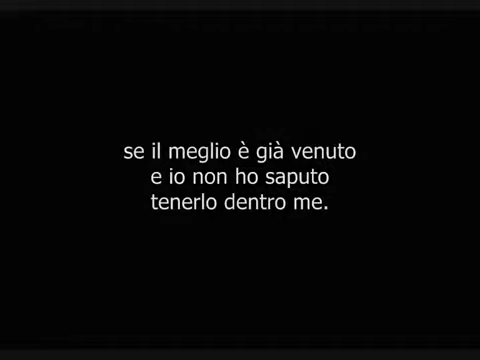 se il meglio è già venuto
e io non ho saputo
tenerlo dentro me.